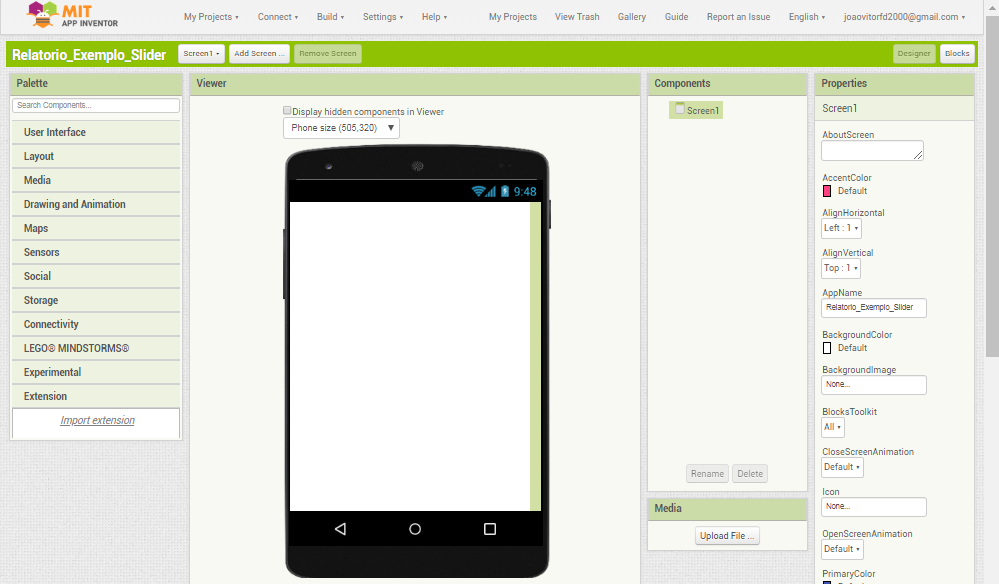 MIT
APP INVENTOR
My Projects Connect Build Settings Help My Projects View Trash Gallery Guide Report an Issue English joaovitorfd2000@gmail.com
Relatorio_Exemplo_Slider Screen1 Add Screen ... Remove Screen Designer Blocks
Palette
Search Components...
User Interface
Layout
Media
Drawing and Animation
Maps
Sensors
Social
Storage
Connectivity
LEGO® MINDSTORMS®
Experimental
Extension
Import extension
Viewer
Display hidden components in Viewer
Phone size (505,320)
9:48
Components
Screen1
Rename Delete
Media
Upload File ...
Properties
Screen1
AboutScreen
AccentColor
Default
AlignHorizontal
Left : 1
AlignVertical
Top : 1
AppName
Relatorio_Exemplo_Slider
BackgroundColor
Default
BackgroundImage
None...
BlocksToolkit
All
CloseScreenAnimation
Default
Icon
None...
OpenScreenAnimation
Default
PrimaryColor